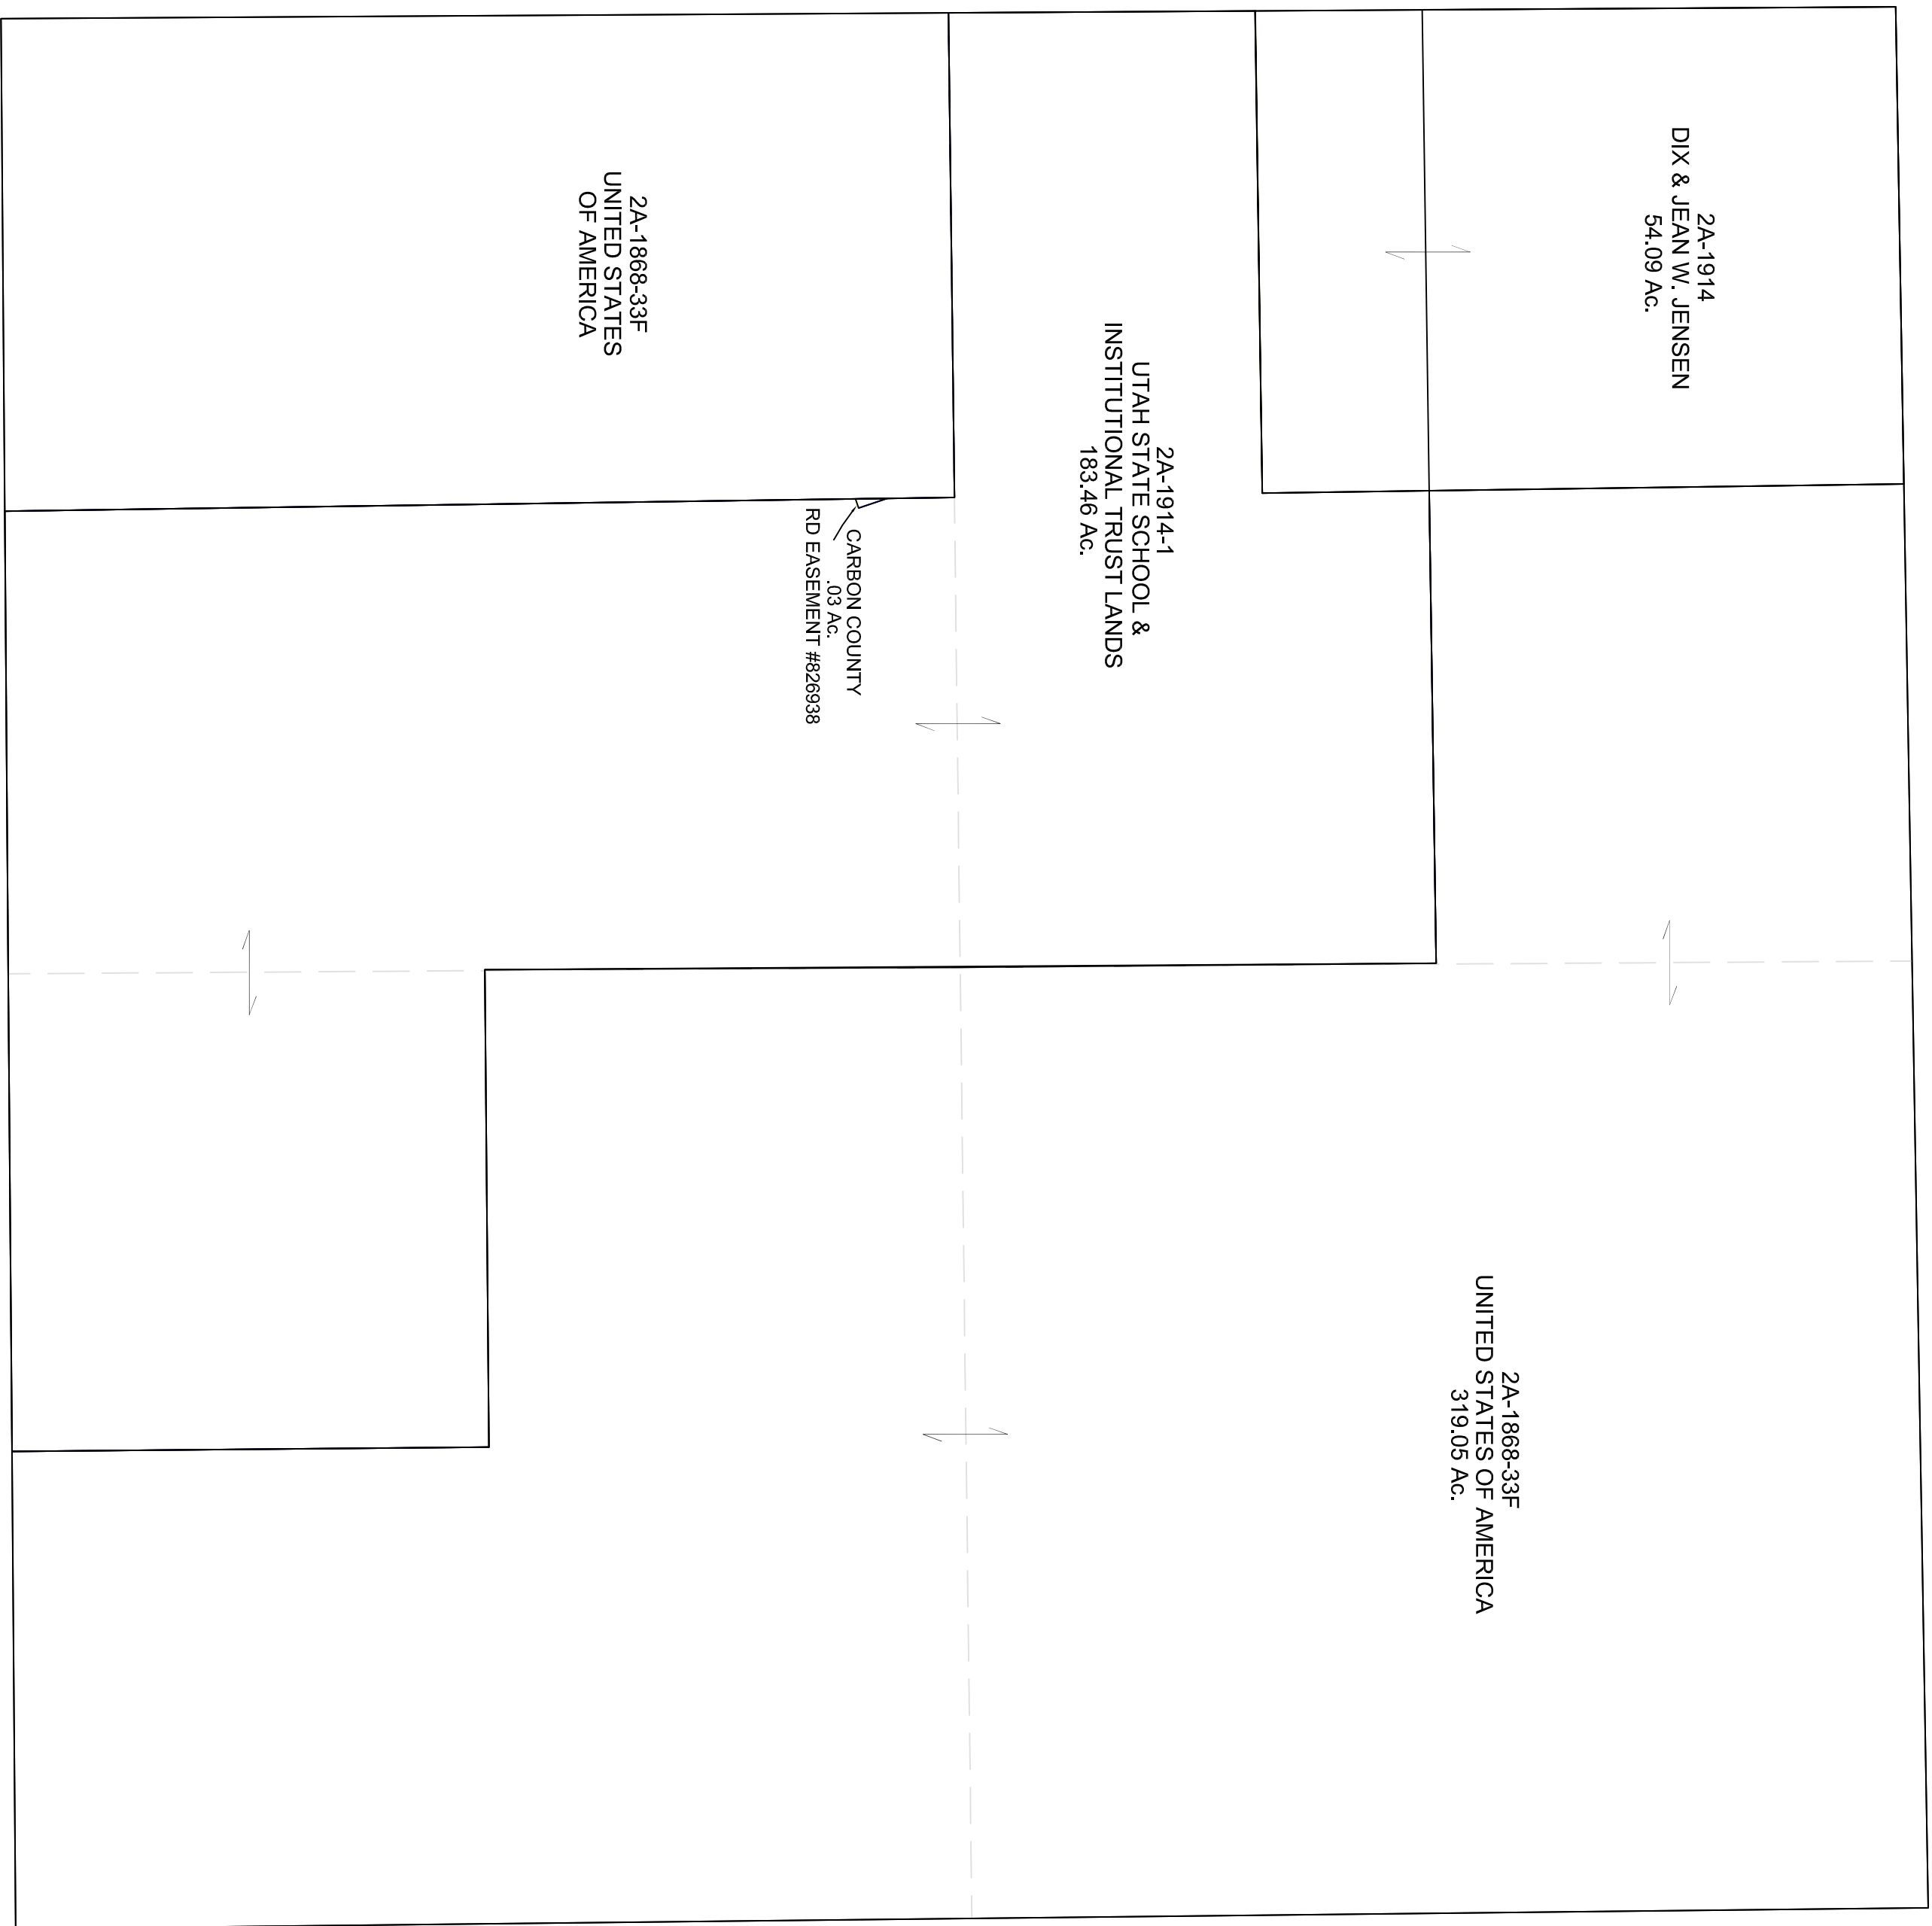 2A-1914
DIX & JEAN W. JENSEN
54.09 Ac.
2A-1914-1
UTAH STATE SCHOOL &
INSTITUTIONAL TRUST LANDS
183.46 Ac.
2A-1868-33F
UNITED STATES
OF AMERICA
CARBON COUNTY
.03 Ac.
RD EASEMENT #826938
2A-1868-33F
UNITED STATES OF AMERICA
319.05 Ac.